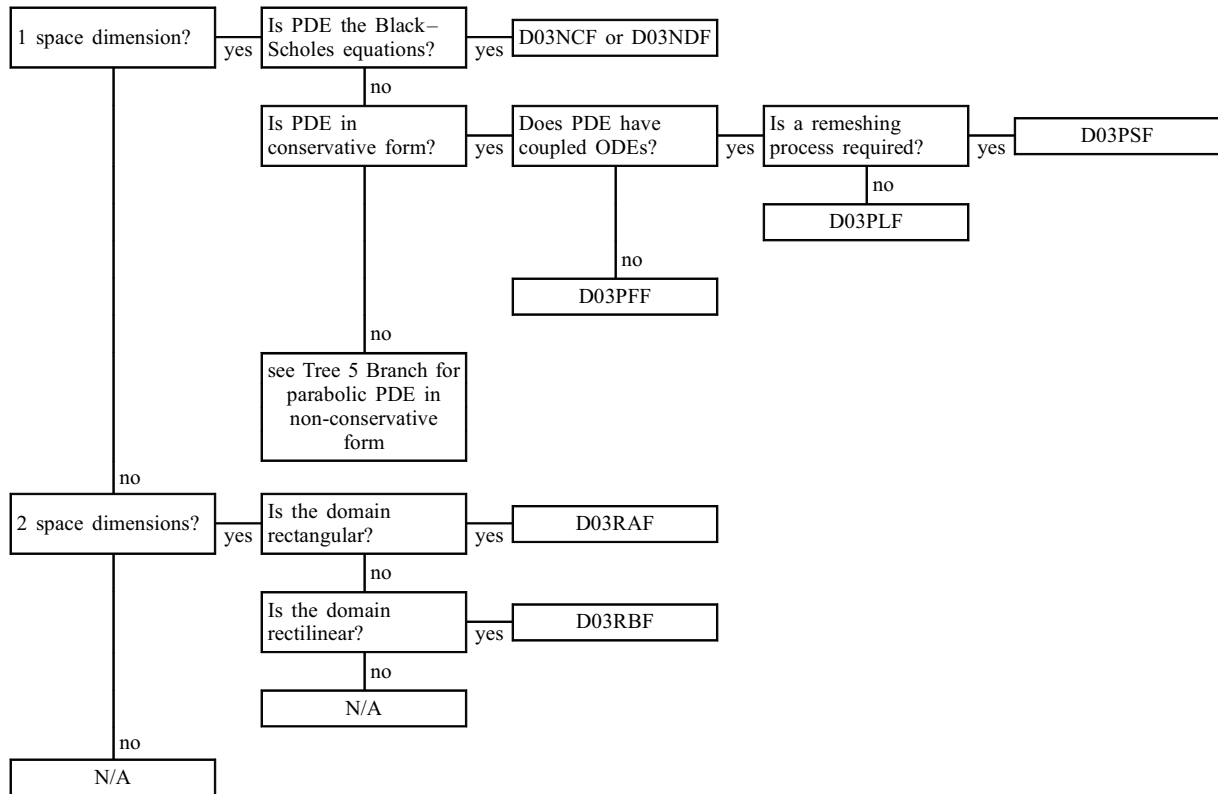 1 space dimension?
yes
Is PDE the Black–
Scholes equations?
yes
D03NCF or D03NDF
no
Is PDE in
conservative form?
yes
Does PDE have
coupled ODEs?
yes
Is a remeshing
process required?
yes
D03PSF
no
D03PLF
no
D03PFF
no
see Tree 5 Branch for
parabolic PDE in
non-conservative
form
no
2 space dimensions?
yes
Is the domain
rectangular?
yes
D03RAF
no
Is the domain
rectilinear?
yes
D03RBF
no
N/A
no
N/A